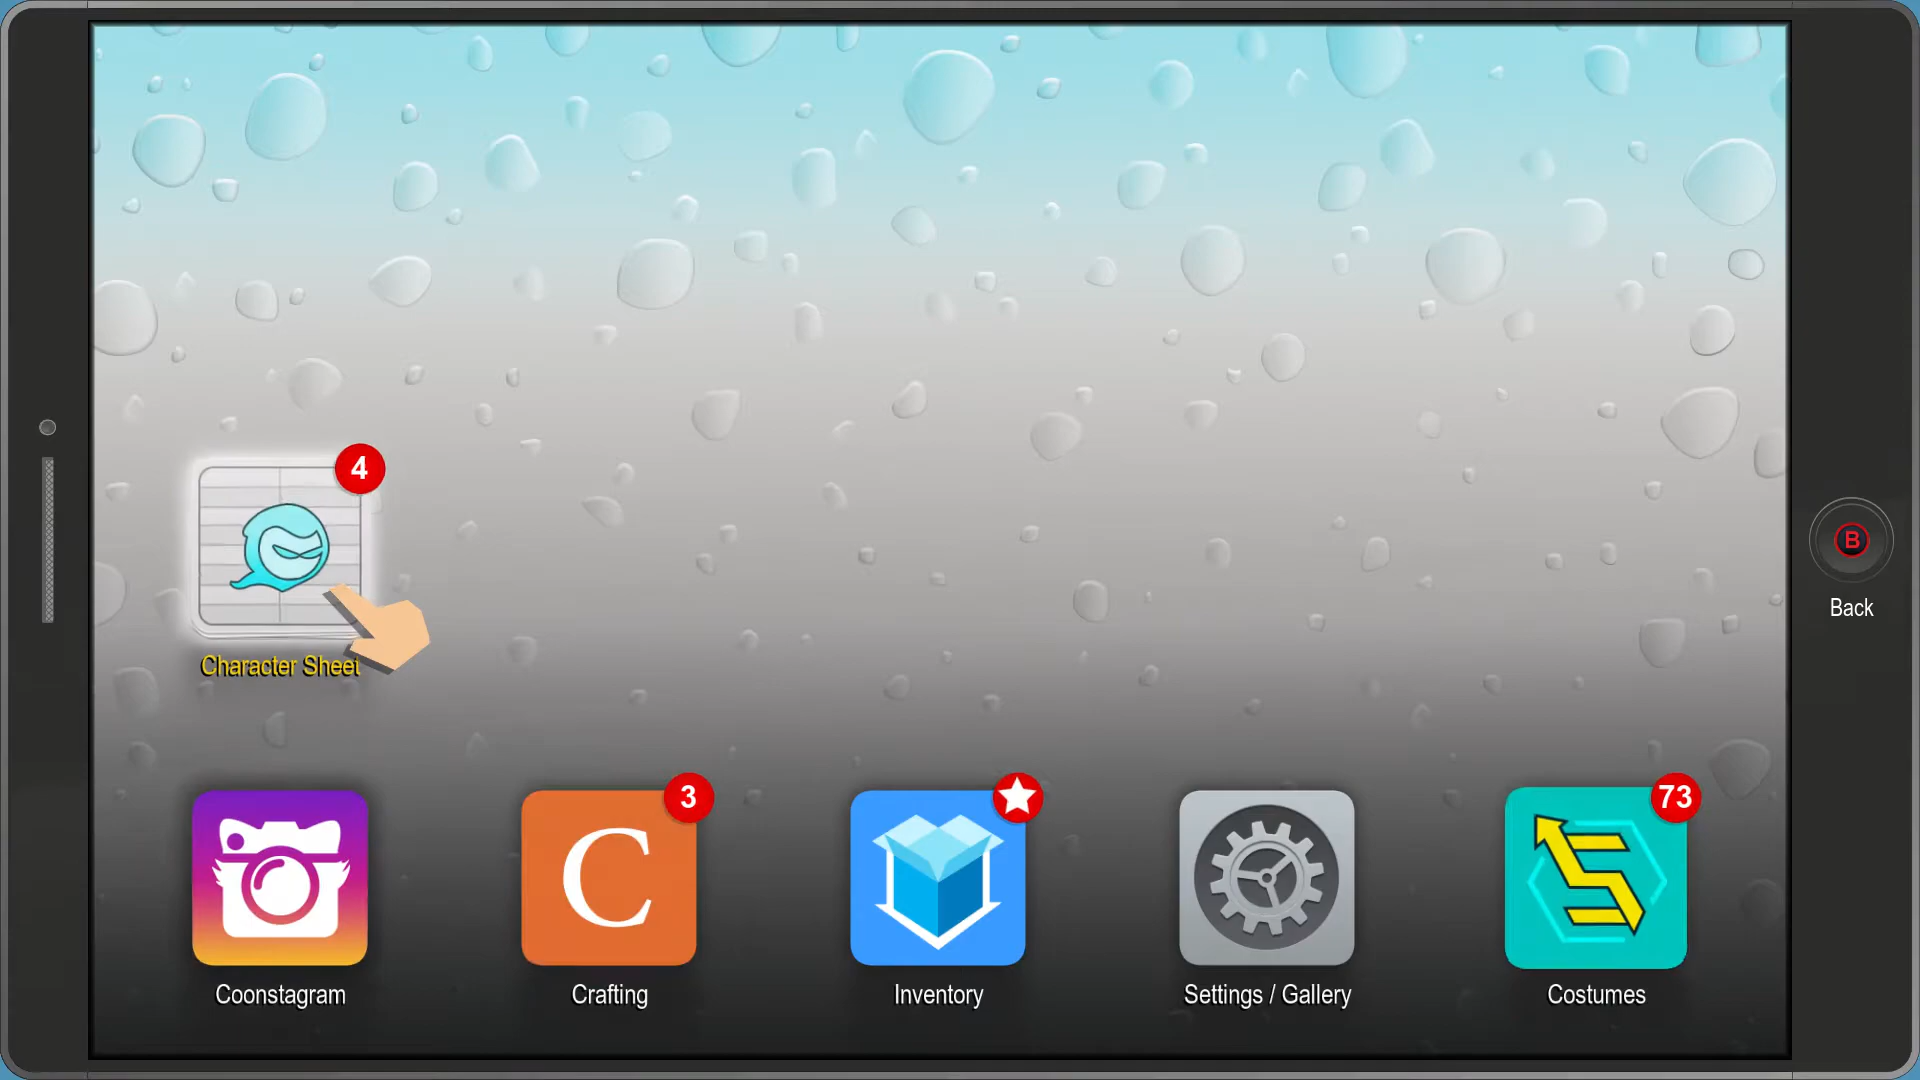 4
Character Sheet
B
Back
3
73
C
Coonstagram
Crafting
Inventory
Settings / Gallery
Costumes